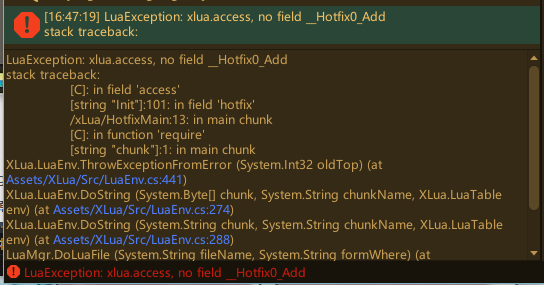 [16:47:19] LuaException: xlua.access, no field __Hotfix0_Add
stack traceback:
LuaException: xlua.access, no field __Hotfix0_Add
stack traceback:
[C]: in field 'access'
[string "Init"]:101: in field 'hotfix'
/xLua/HotfixMain:13: in main chunk
[C]: in function 'require'
[string "chunk"]:1: in main chunk
XLua.LuaEnv.ThrowExceptionFromError (System.Int32 oldTop) (at
Assets/XLua/Src/LuaEnv.cs:441)
XLua.LuaEnv.DoString (System.Byte[] chunk, System.String chunkName, XLua.LuaTable
env) (at Assets/XLua/Src/LuaEnv.cs:274)
XLua.LuaEnv.DoString (System.String chunk, System.String chunkName, XLua.LuaTable
env) (at Assets/XLua/Src/LuaEnv.cs:288)
LuaMgr.DoLuaFile (System.String fileName, System.String formWhere) (at
LuaException: xlua.access, no field __Hotfix0_Add